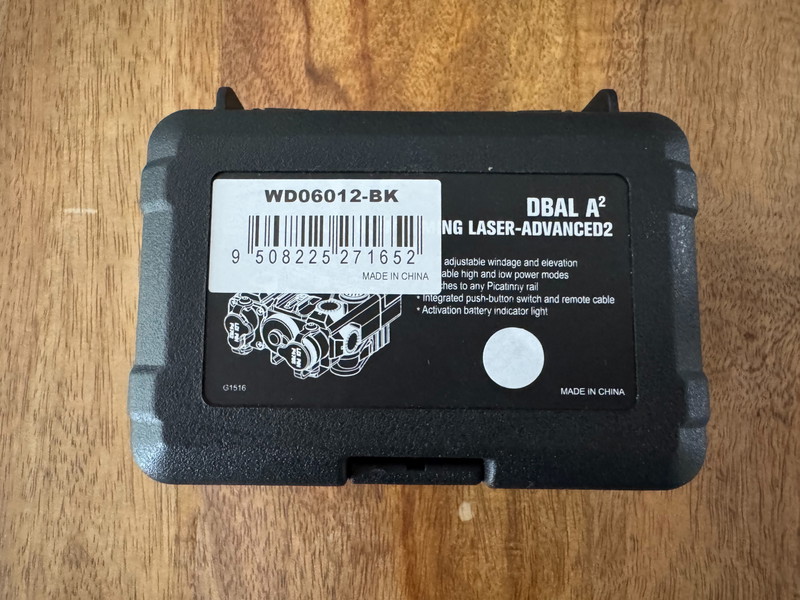 WD06012-BK
9 508225 271652
MADE IN CHINA
DBAL A²
LASER-ADVANCED2
adjustable windage and elevation
high and low power modes
to any Picatinny rail
• Integrated push-button switch and remote cable
• Activation battery indicator light
G1516
MADE IN CHINA